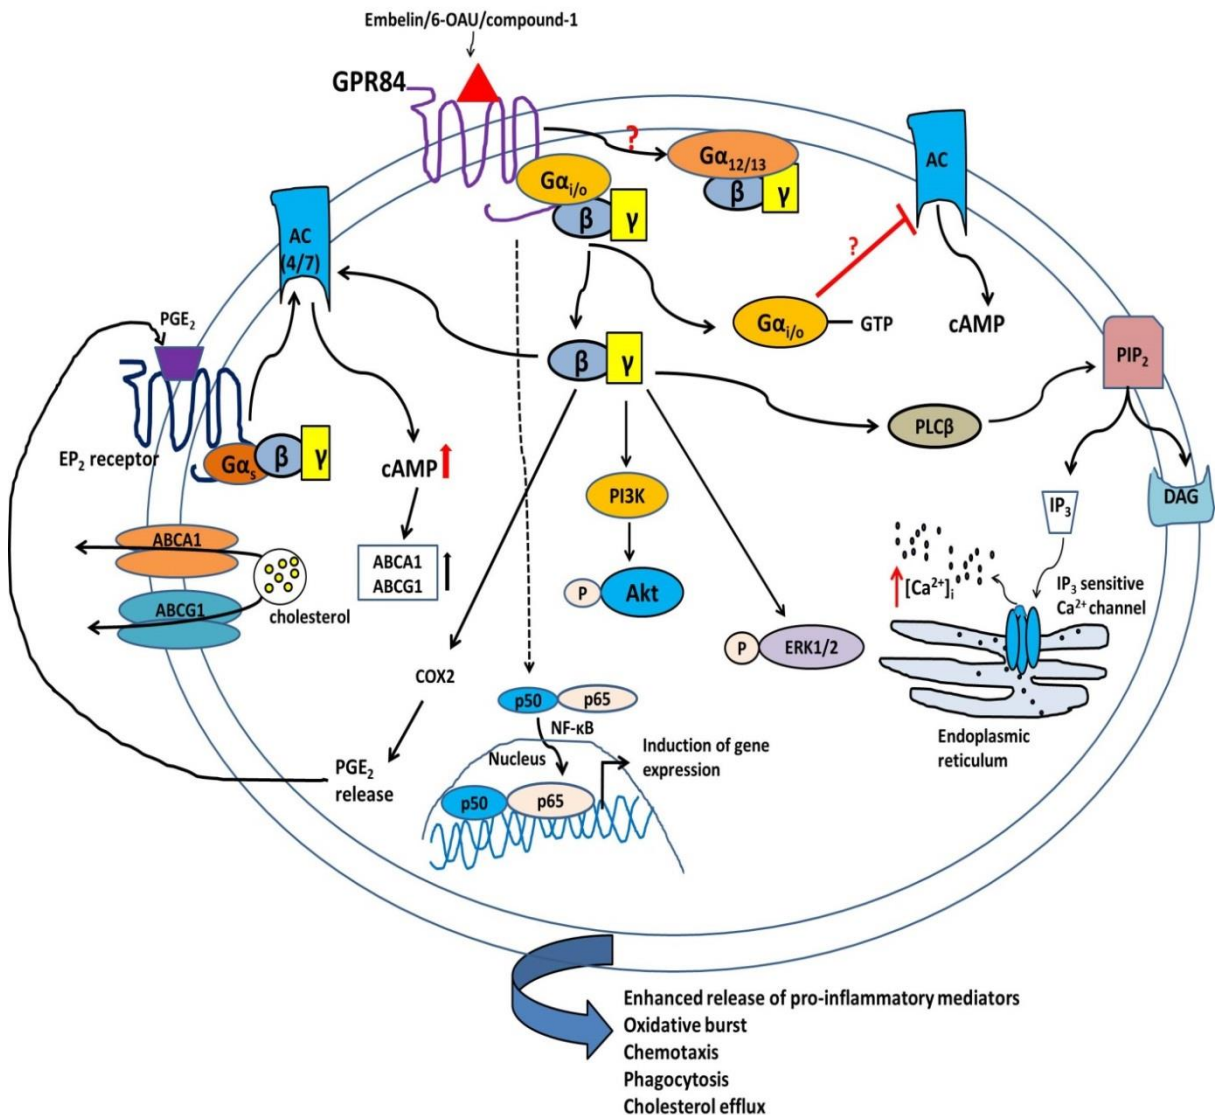 Embelin/6-OAU/compound-1
GPR84
?
Gα12/13
β
γ
AC
Gαi/o
β
γ
AC
(4/7)
?
PGE2
Gαi/o
GTP
cAMP
PIP2
β
γ
PLCβ
EP2 receptor
Gαs
β
γ
cAMP
PI3K
IP3
DAG
ABCA1
ABCA1
ABCG1
P
Akt
[Ca2+]i
IP3 sensitive
Ca2+ channel
ABCG1
cholesterol
P
ERK1/2
COX2
p50
p65
NF-κB
Nucleus
Induction of gene
expression
Endoplasmic
reticulum
PGE2
release
p50
p65
Enhanced release of pro-inflammatory mediators
Oxidative burst
Chemotaxis
Phagocytosis
Cholesterol efflux